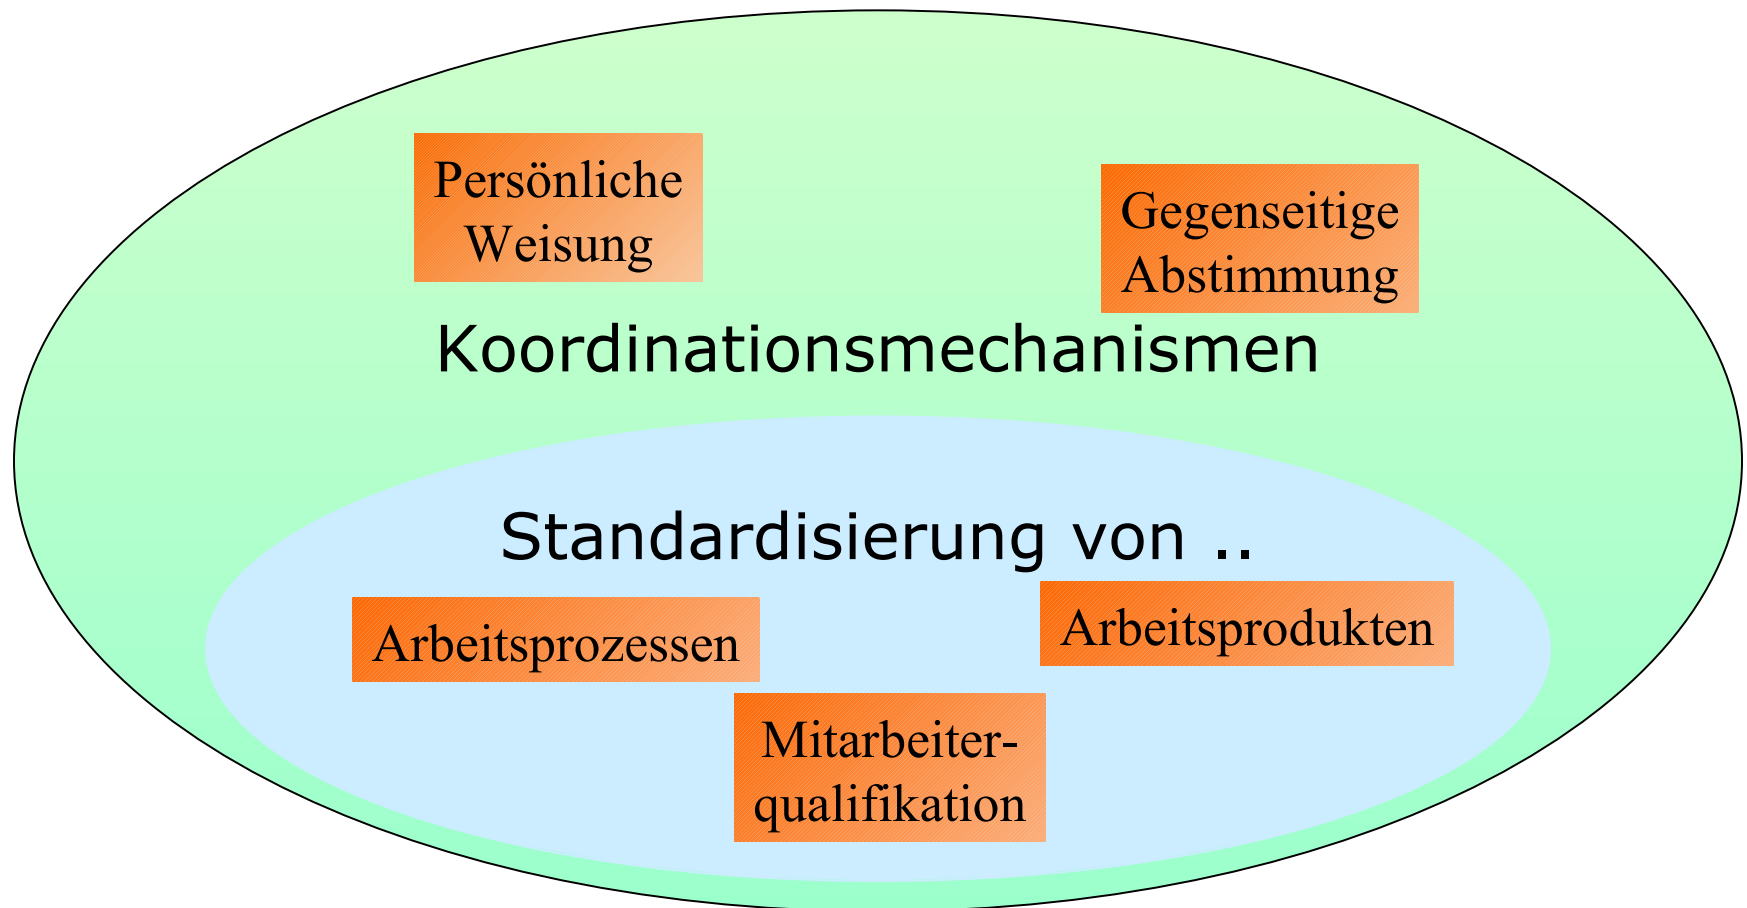 Persönliche
Weisung
Gegenseitige
Abstimmung
Koordinationsmechanismen
Standardisierung von ..
Arbeitsprozessen
Arbeitsprodukten
Mitarbeiter-
qualifikation